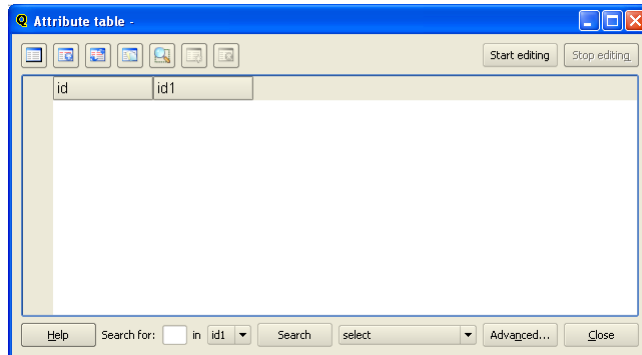 Attribute table -
Start editing Stop editing
id id1
Help Search for: in id1 Search select Advanced... Close